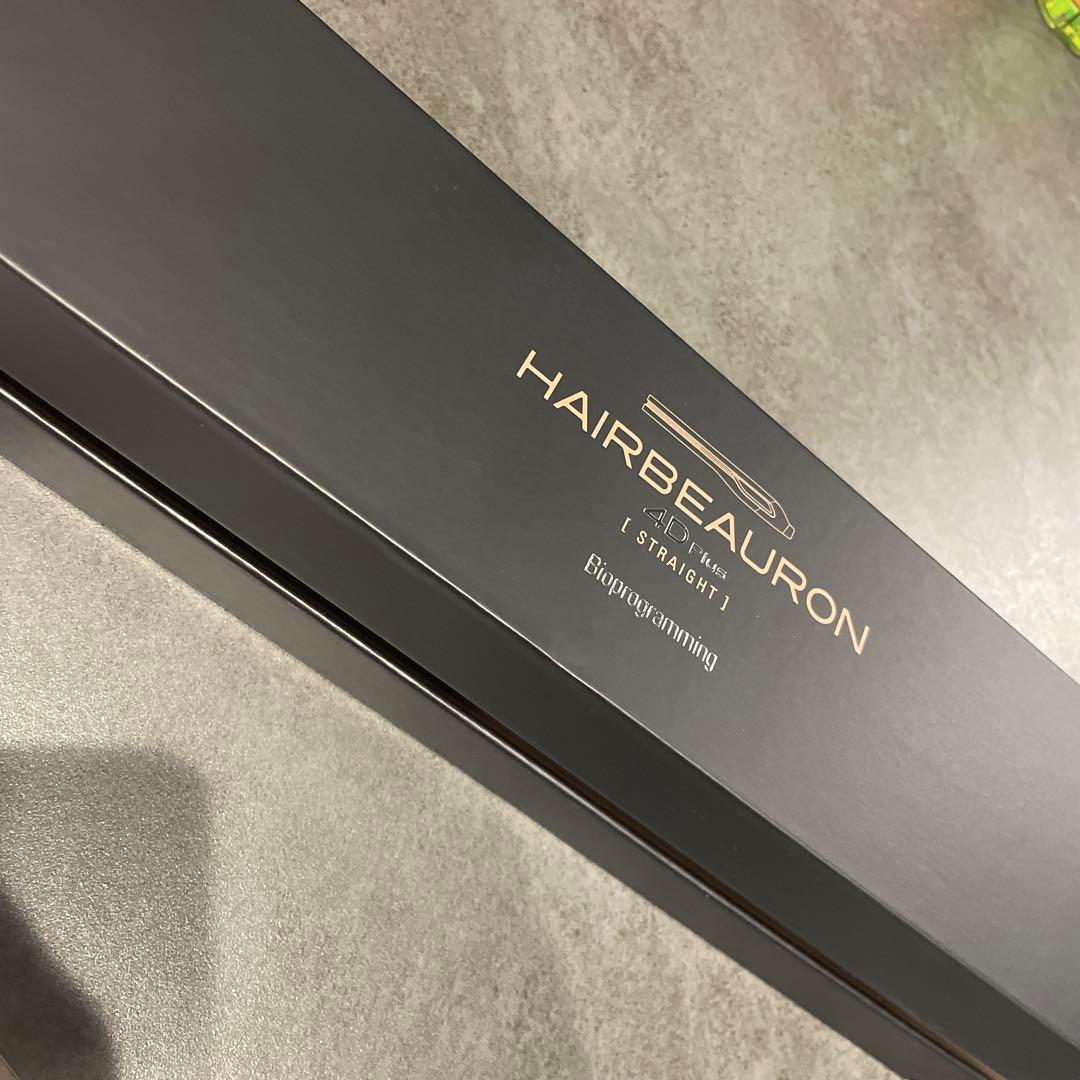 HAIRBEAURON
4D Plus
[ STRAIGHT ]
Bioprogramming